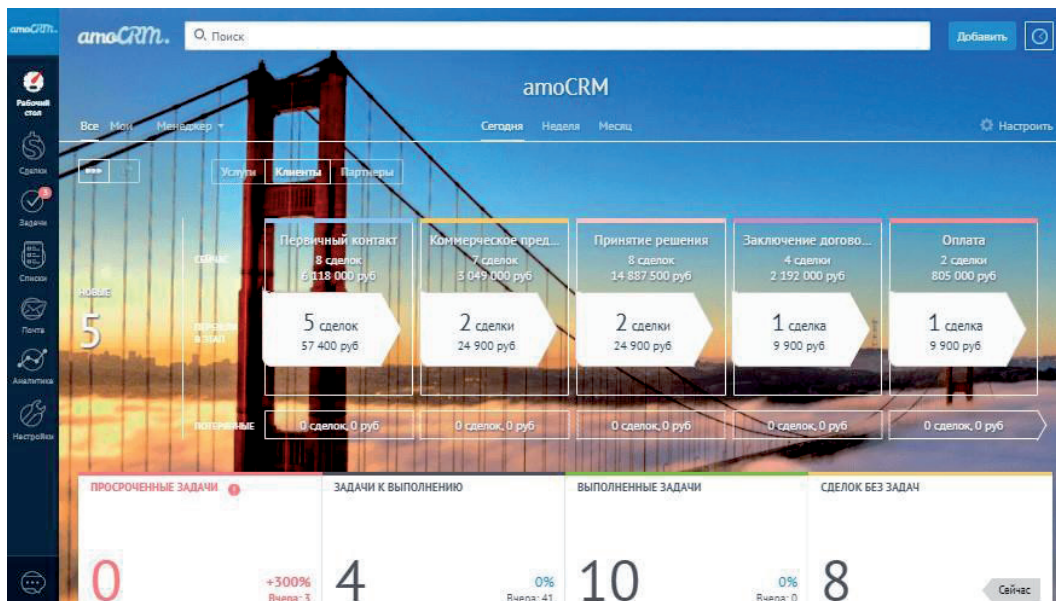 amoCRM.
amoCRM.
Поиск
Добавить
amoCRM
Рабочий
стол
Все Мои Менеджер
Сегодня Неделя Месяц
Настроить
Сделки
Услуги Клиенты Партнеры
3
Задачи
Списки
Почта
Аналитика
Настройки
НОВЫЕ
5
СЕЙЧАС
Первичный контакт
8 сделок
6 118 000 руб
Коммерческое пред...
7 сделок
3 049 000 руб
Принятие решения
8 сделок
14 887 500 руб
Заключение догово...
4 сделки
2 192 000 руб
Оплата
2 сделки
805 000 руб
ПЕРЕШЛИ
В ЭТАП
5 сделок
57 400 руб
2 сделки
24 900 руб
2 сделки
24 900 руб
1 сделка
9 900 руб
1 сделка
9 900 руб
ПОТЕРЯННЫЕ
0 сделок, 0 руб
0 сделок, 0 руб
0 сделок, 0 руб
0 сделок, 0 руб
0 сделок, 0 руб
ПРОСРОЧЕННЫЕ ЗАДАЧИ
0
+300%
Вчера: 3
ЗАДАЧИ К ВЫПОЛНЕНИЮ
4
0%
Вчера: 41
ВЫПОЛНЕННЫЕ ЗАДАЧИ
10
0%
Вчера: 0
СДЕЛОК БЕЗ ЗАДАЧ
8
Сейчас